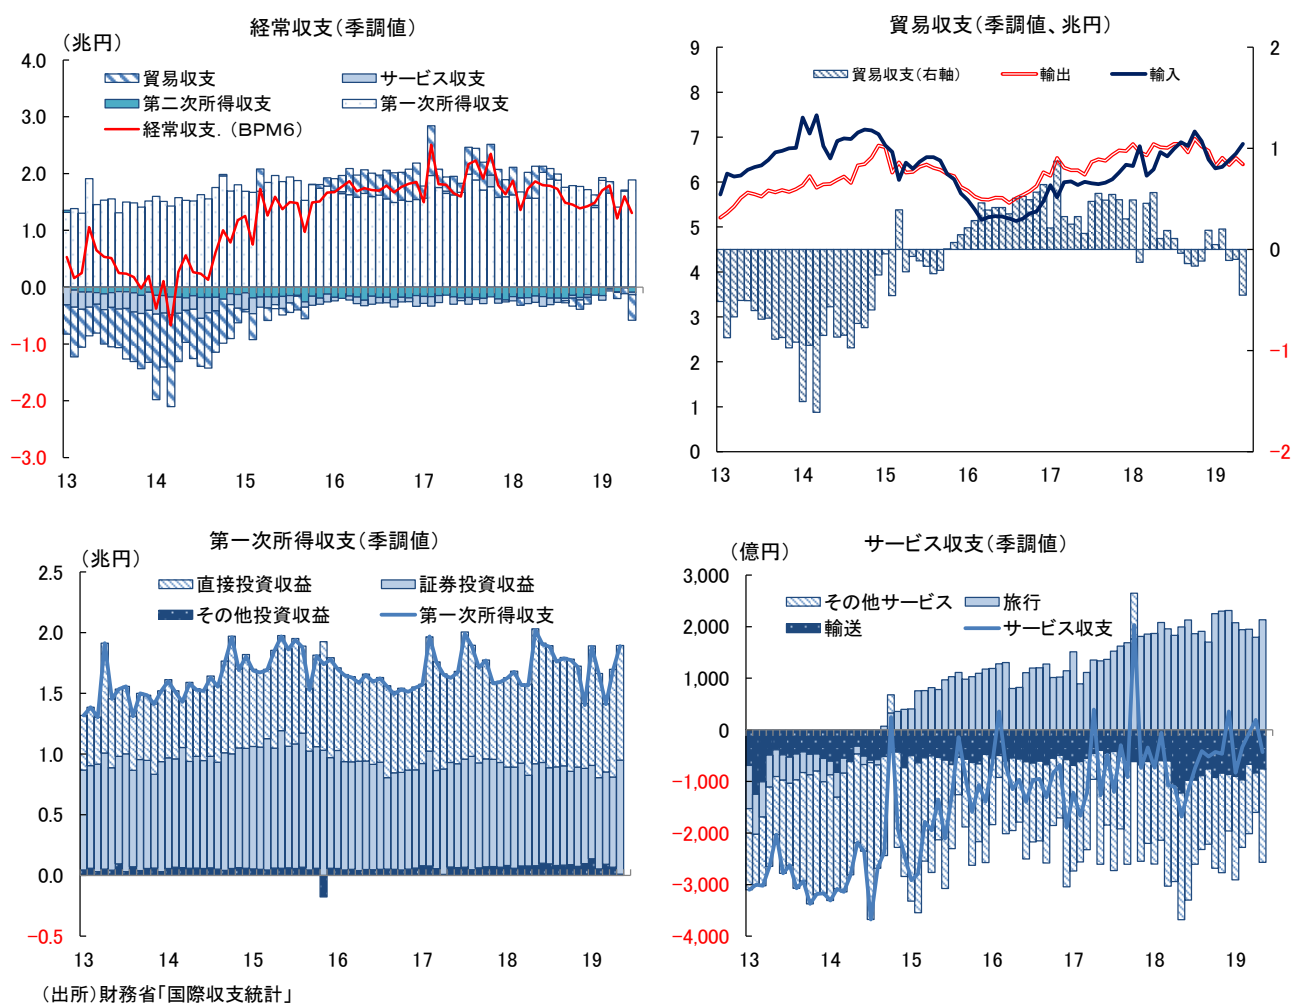 経常収支(季調値)
(兆円)
4.0
3.0
2.0
1.0
0.0
-1.0
-2.0
-3.0
貿易収支
サービス収支
第二次所得収支
第一次所得収支
経常収支.(BPM6)
13 14 15 16 17 18 19
貿易収支(季調値、兆円)
9
8
7
6
5
4
3
2
1
0
貿易収支(右軸) 輸出 輸入
2
1
0
-1
-2
13 14 15 16 17 18 19
第一次所得収支(季調値)
(兆円)
2.5
2.0
1.5
1.0
0.5
0.0
-0.5
直接投資収益
証券投資収益
その他投資収益
第一次所得収支
13 14 15 16 17 18 19
サービス収支(季調値)
(億円)
3,000
2,000
1,000
0
-1,000
-2,000
-3,000
-4,000
その他サービス
旅行
輸送
サービス収支
13 14 15 16 17 18 19
(出所)財務省「国際収支統計」